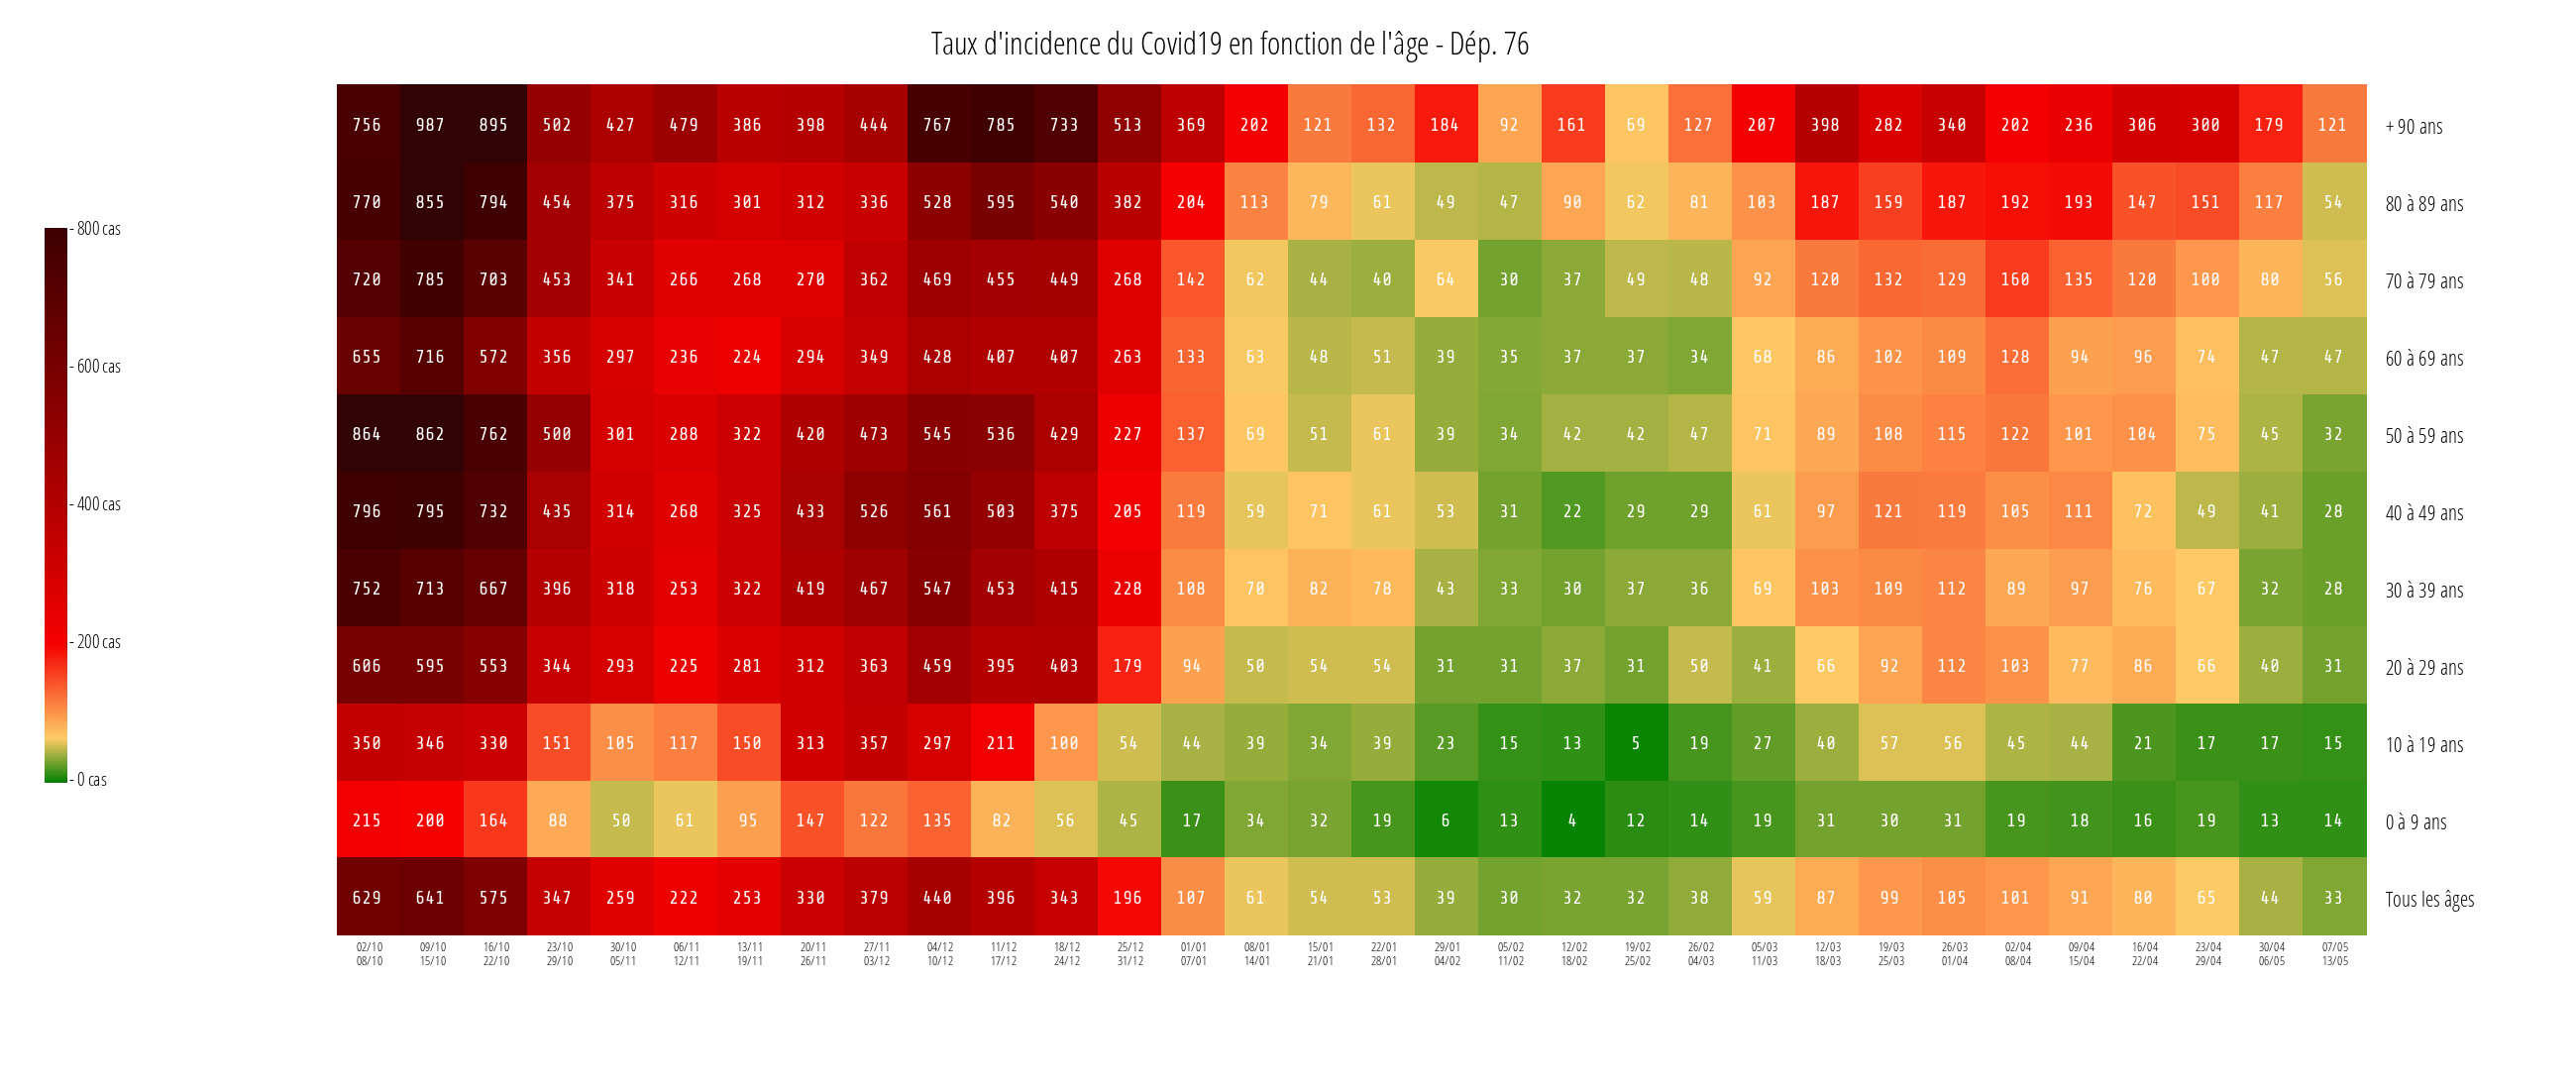 Taux d'incidence du Covid19 en fonction de l'âge - Dép. 76
- 800 cas
- 600 cas
- 400 cas
- 200 cas
- 0 cas
756 987 895 502 427 479 386 398 444 767 785 733 513 369 202 121 132 184 92 161 69 127 207 398 282 340 202 236 306 300 179 121 + 90 ans
770 855 794 454 375 316 301 312 336 528 595 540 382 204 113 79 61 49 47 90 62 81 103 187 159 187 192 193 147 151 117 54 80 à 89 ans
720 785 703 453 341 266 268 270 362 469 455 449 268 142 62 44 40 64 30 37 49 48 92 120 132 129 160 135 120 100 80 56 70 à 79 ans
655 716 572 356 297 236 224 294 349 428 407 407 263 133 63 48 51 39 35 37 37 34 68 86 102 109 128 94 96 74 47 47 60 à 69 ans
864 862 762 500 301 288 322 420 473 545 536 429 227 137 69 51 61 39 34 42 42 47 71 89 108 115 122 101 104 75 45 32 50 à 59 ans
796 795 732 435 314 268 325 433 526 561 503 375 205 119 59 71 61 53 31 22 29 29 61 97 121 119 105 111 72 49 41 28 40 à 49 ans
752 713 667 396 318 253 322 419 467 547 453 415 228 108 70 82 78 43 33 30 37 36 69 103 109 112 89 97 76 67 32 28 30 à 39 ans
606 595 553 344 293 225 281 312 363 459 395 403 179 94 50 54 54 31 31 37 31 50 41 66 92 112 103 77 86 66 40 31 20 à 29 ans
350 346 330 151 105 117 150 313 357 297 211 100 54 44 39 34 39 23 15 13 5 19 27 40 57 56 45 44 21 17 17 15 10 à 19 ans
215 200 164 88 50 61 95 147 122 135 82 56 45 17 34 32 19 6 13 4 12 14 19 31 30 31 19 18 16 19 13 14 0 à 9 ans
629 641 575 347 259 222 253 330 379 440 396 343 196 107 61 54 53 39 30 32 32 38 59 87 99 105 101 91 80 65 44 33 Tous les âges
02/10 09/10 16/10 23/10 30/10 06/11 13/11 20/11 27/11 04/12 11/12 18/12 25/12 01/01 08/01 15/01 22/01 29/01 05/02 12/02 19/02 26/02 05/03 12/03 19/03 26/03 02/04 09/04 16/04 23/04 30/04 07/05
08/10 15/10 22/10 29/10 05/11 12/11 19/11 26/11 03/12 10/12 17/12 24/12 31/12 07/01 14/01 21/01 28/01 04/02 11/02 18/02 25/02 04/03 11/03 18/03 25/03 01/04 08/04 15/04 22/04 29/04 06/05 13/05